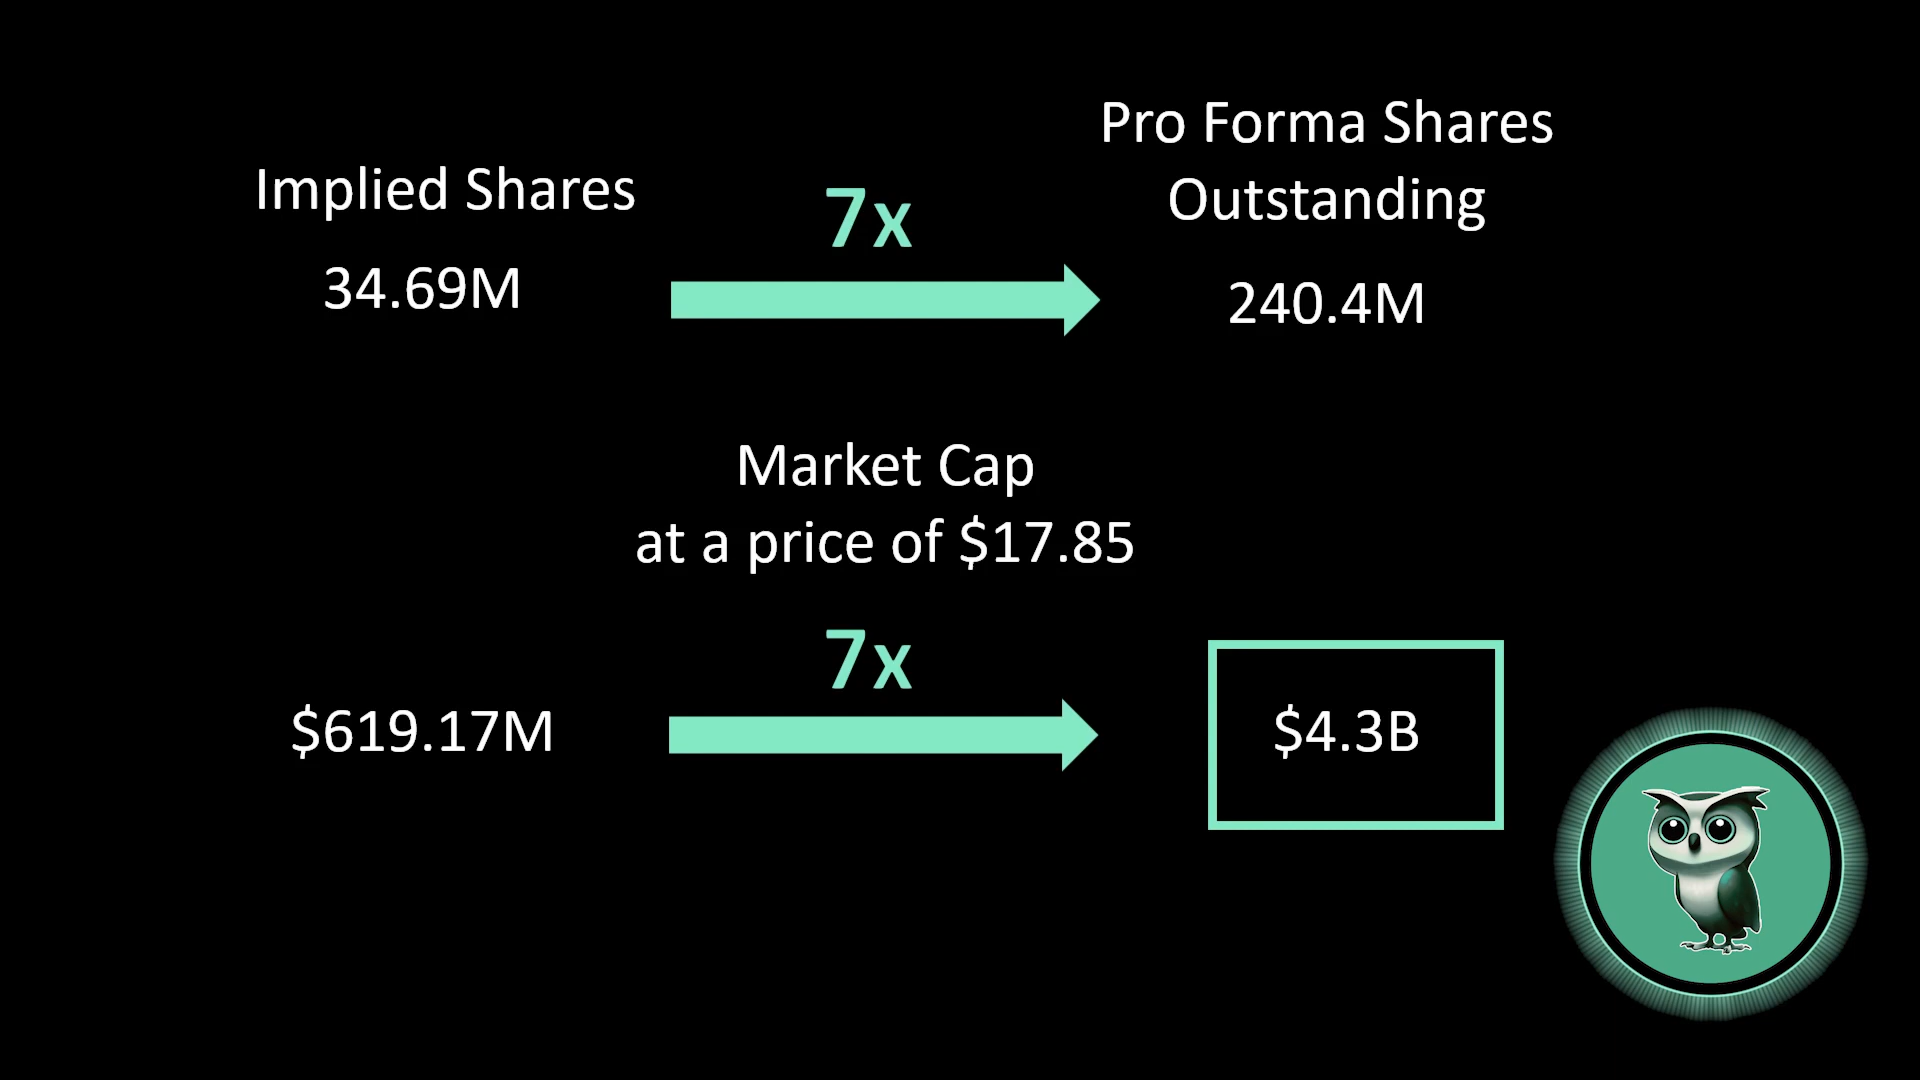 Implied Shares
34.69M
7x
Pro Forma Shares
Outstanding
240.4M
Market Cap
at a price of $17.85
$619.17M
7x
$4.3B